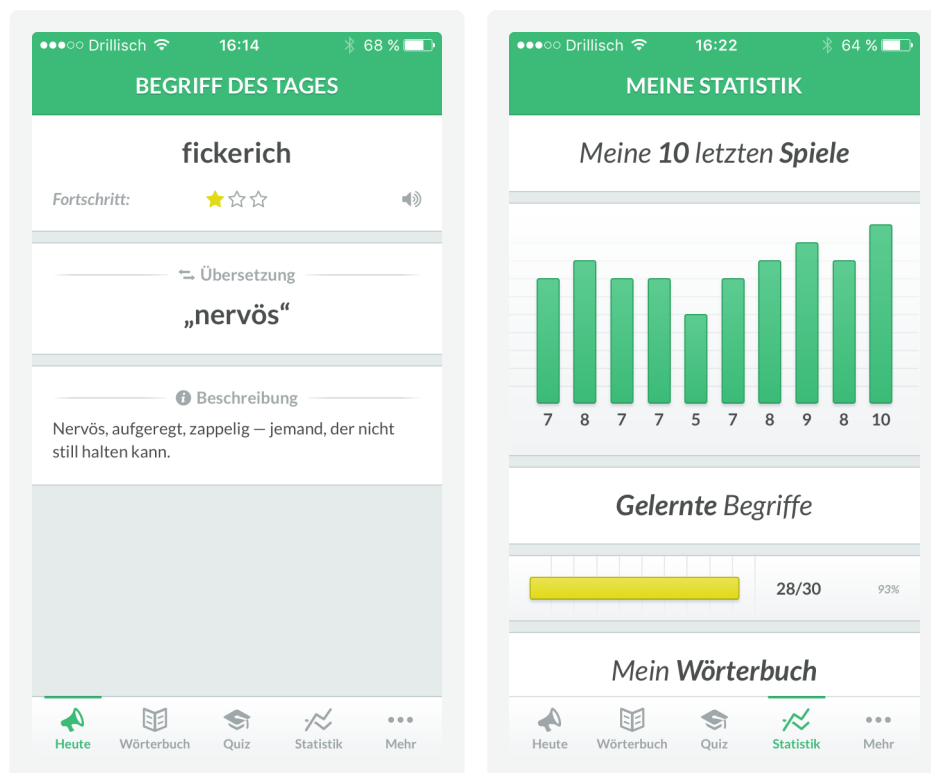 Drillisch 16:14 68 %
BEGRIFF DES TAGES
fickerich
Fortschritt:
Übersetzung
„nervös“
Beschreibung
Nervös, aufgeregt, zappelig — jemand, der nicht
still halten kann.
Heute Wörterbuch Quiz Statistik Mehr
Drillisch 16:22 64 %
MEINE STATISTIK
Meine 10 letzten Spiele
7 8 7 7 5 7 8 9 8 10
Gelernte Begriffe
28/30 93%
Mein Wörterbuch
Heute Wörterbuch Quiz Statistik Mehr